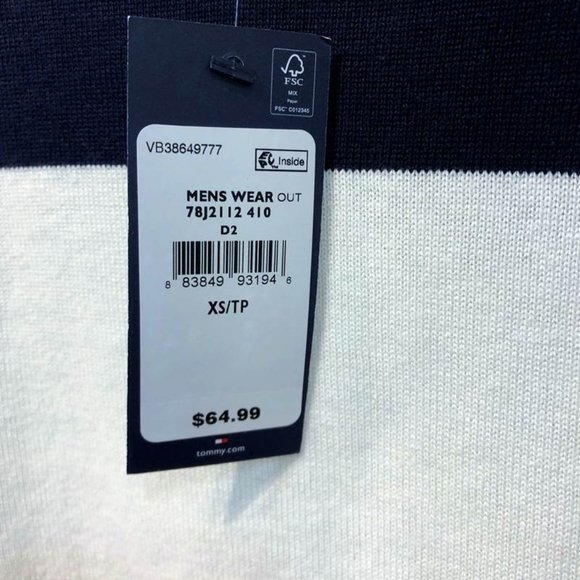 FSC
MIX
Paper
FSC™ C012345
VB38649777
Inside
MENS WEAR OUT
78J2112 410
D2
8 83849 93194 6
XS/TP
$64.99
tommy.com